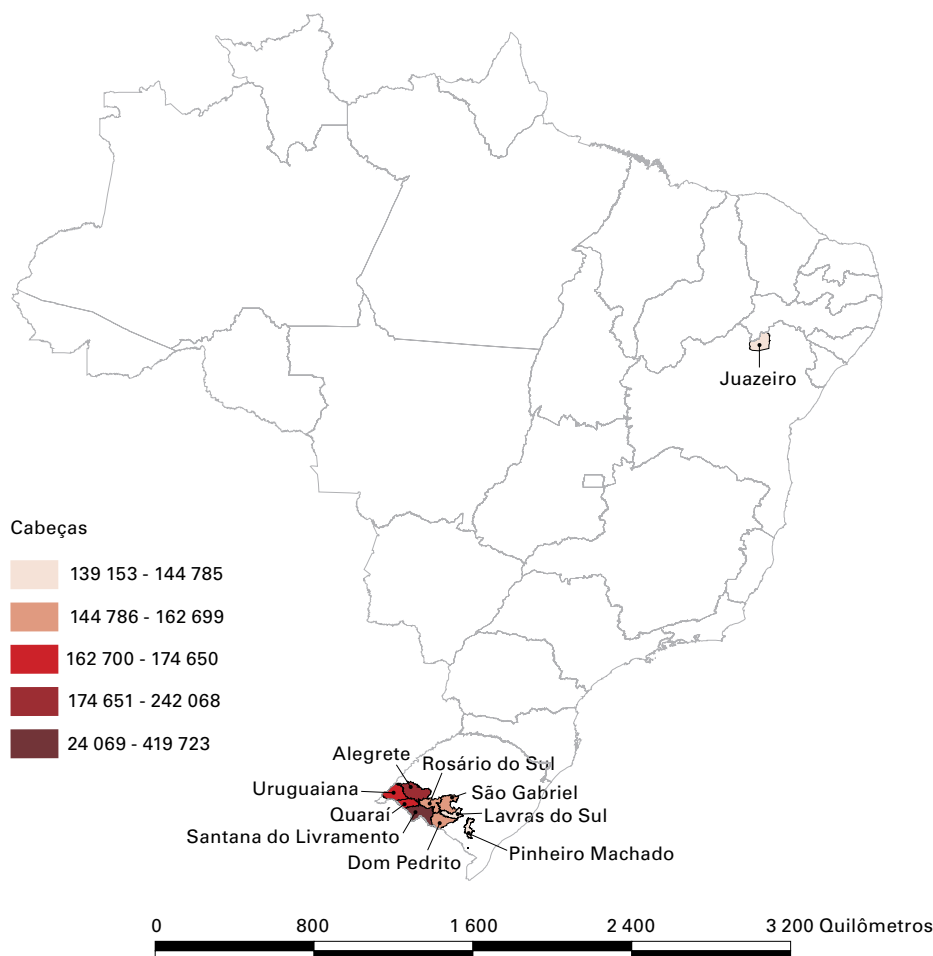 Juazeiro
Cabeças
139 153 - 144 785
144 786 - 162 699
162 700 - 174 650
174 651 - 242 068
24 069 - 419 723
Alegrete
Rosário do Sul
Uruguaiana
São Gabriel
Quaraí
Lavras do Sul
Santana do Livramento
Dom Pedrito
Pinheiro Machado
0 800 1 600 2 400 3 200 Quilômetros